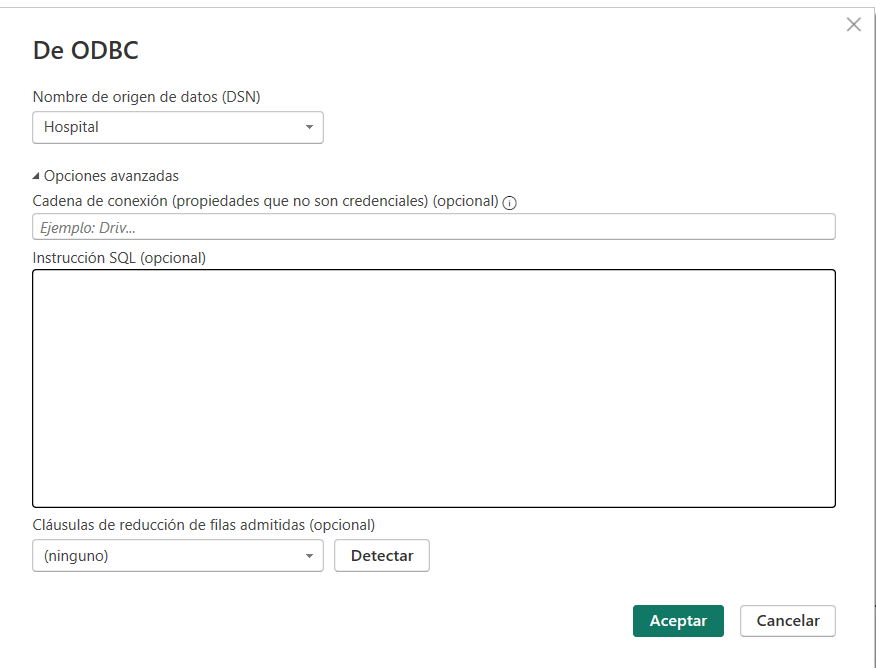 De ODBC
Nombre de origen de datos (DSN)
Hospital
Opciones avanzadas
Cadena de conexión (propiedades que no son credenciales) (opcional)
Ejemplo: Driv...
Instrucción SQL (opcional)
Cláusulas de reducción de filas admitidas (opcional)
(ninguno)
Detectar
Aceptar
Cancelar